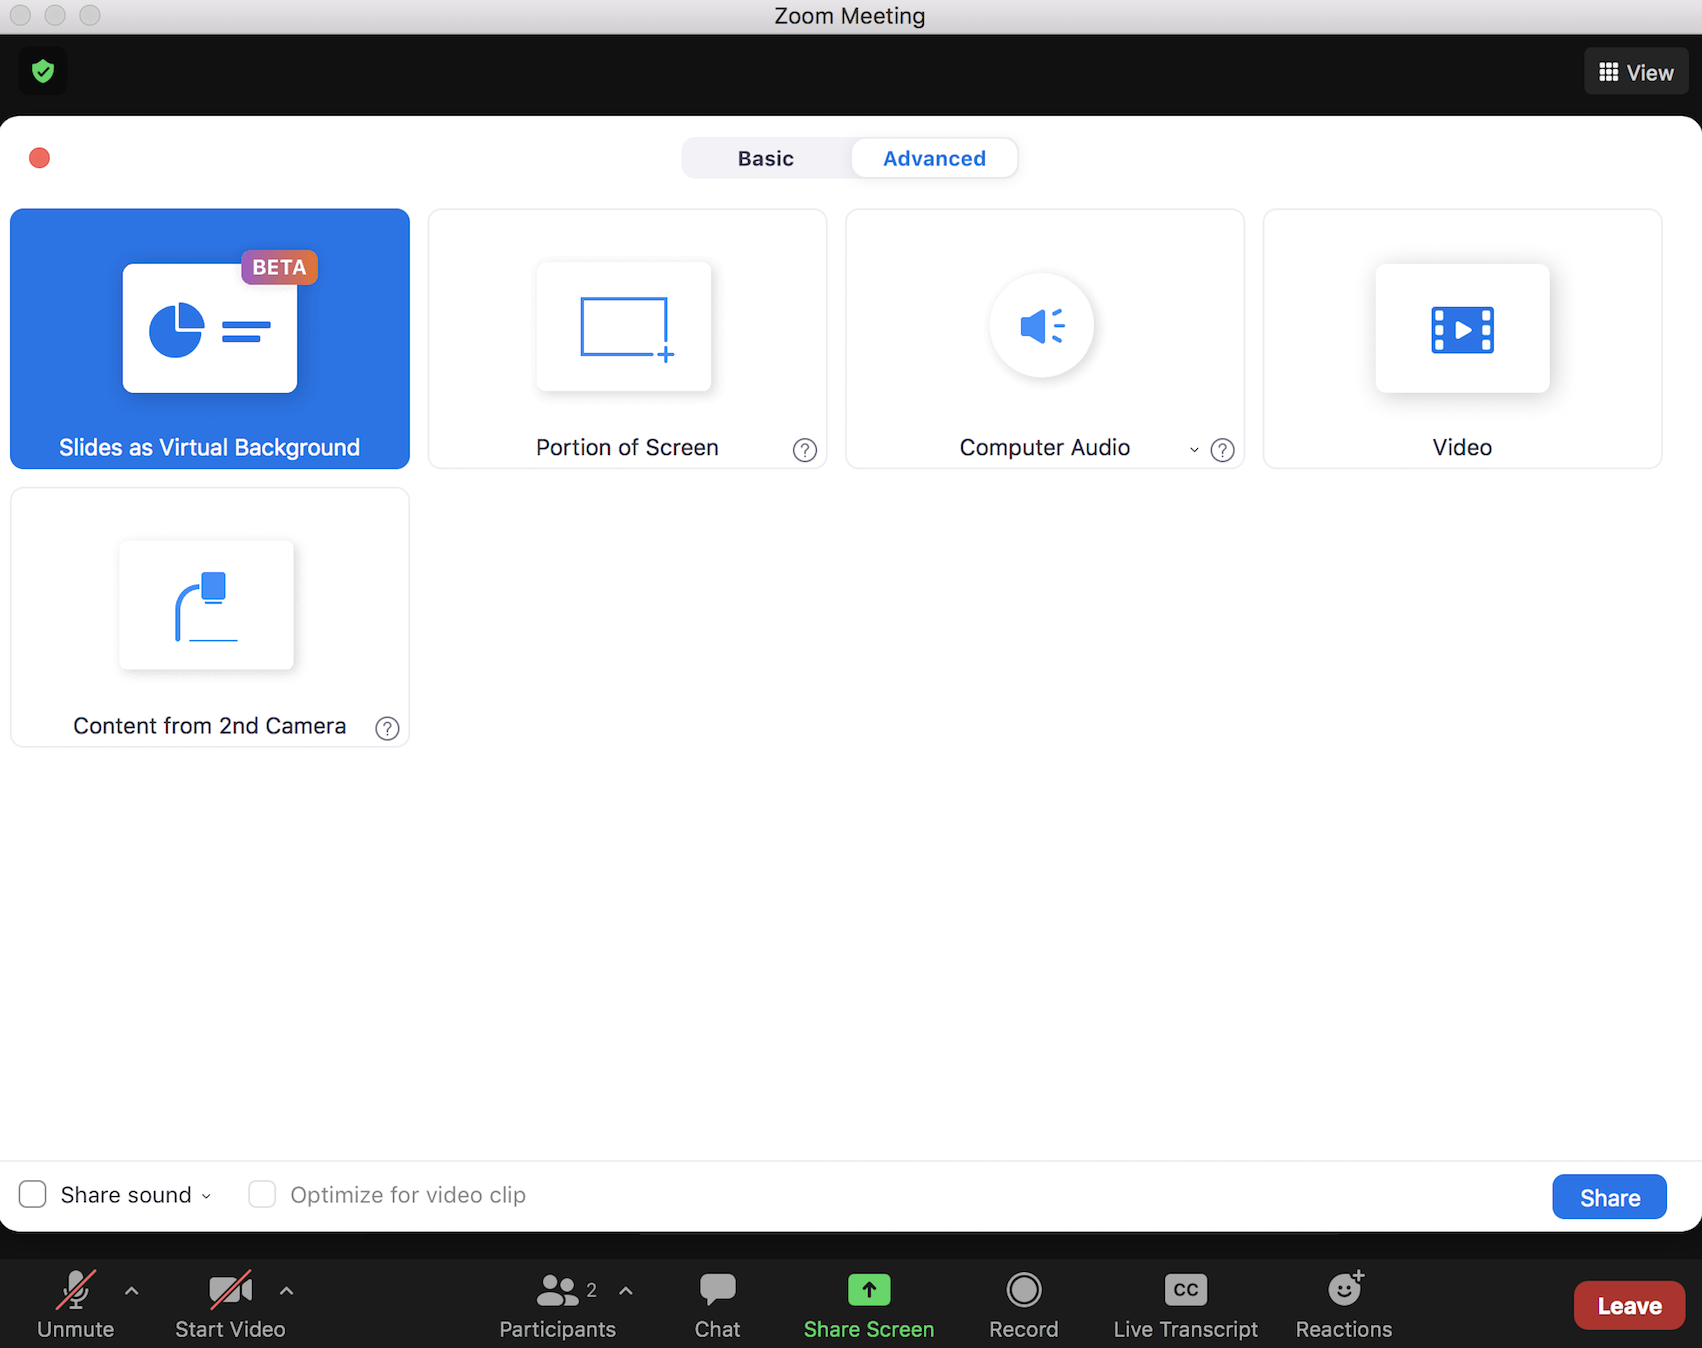 Zoom Meeting
View
Basic
Advanced
BETA
Slides as Virtual Background
Portion of Screen
?
Computer Audio
?
Video
Content from 2nd Camera
?
Share sound
Optimize for video clip
Share
2
CC
Unmute
Start Video
Participants
Chat
Share Screen
Record
Live Transcript
Reactions
Leave